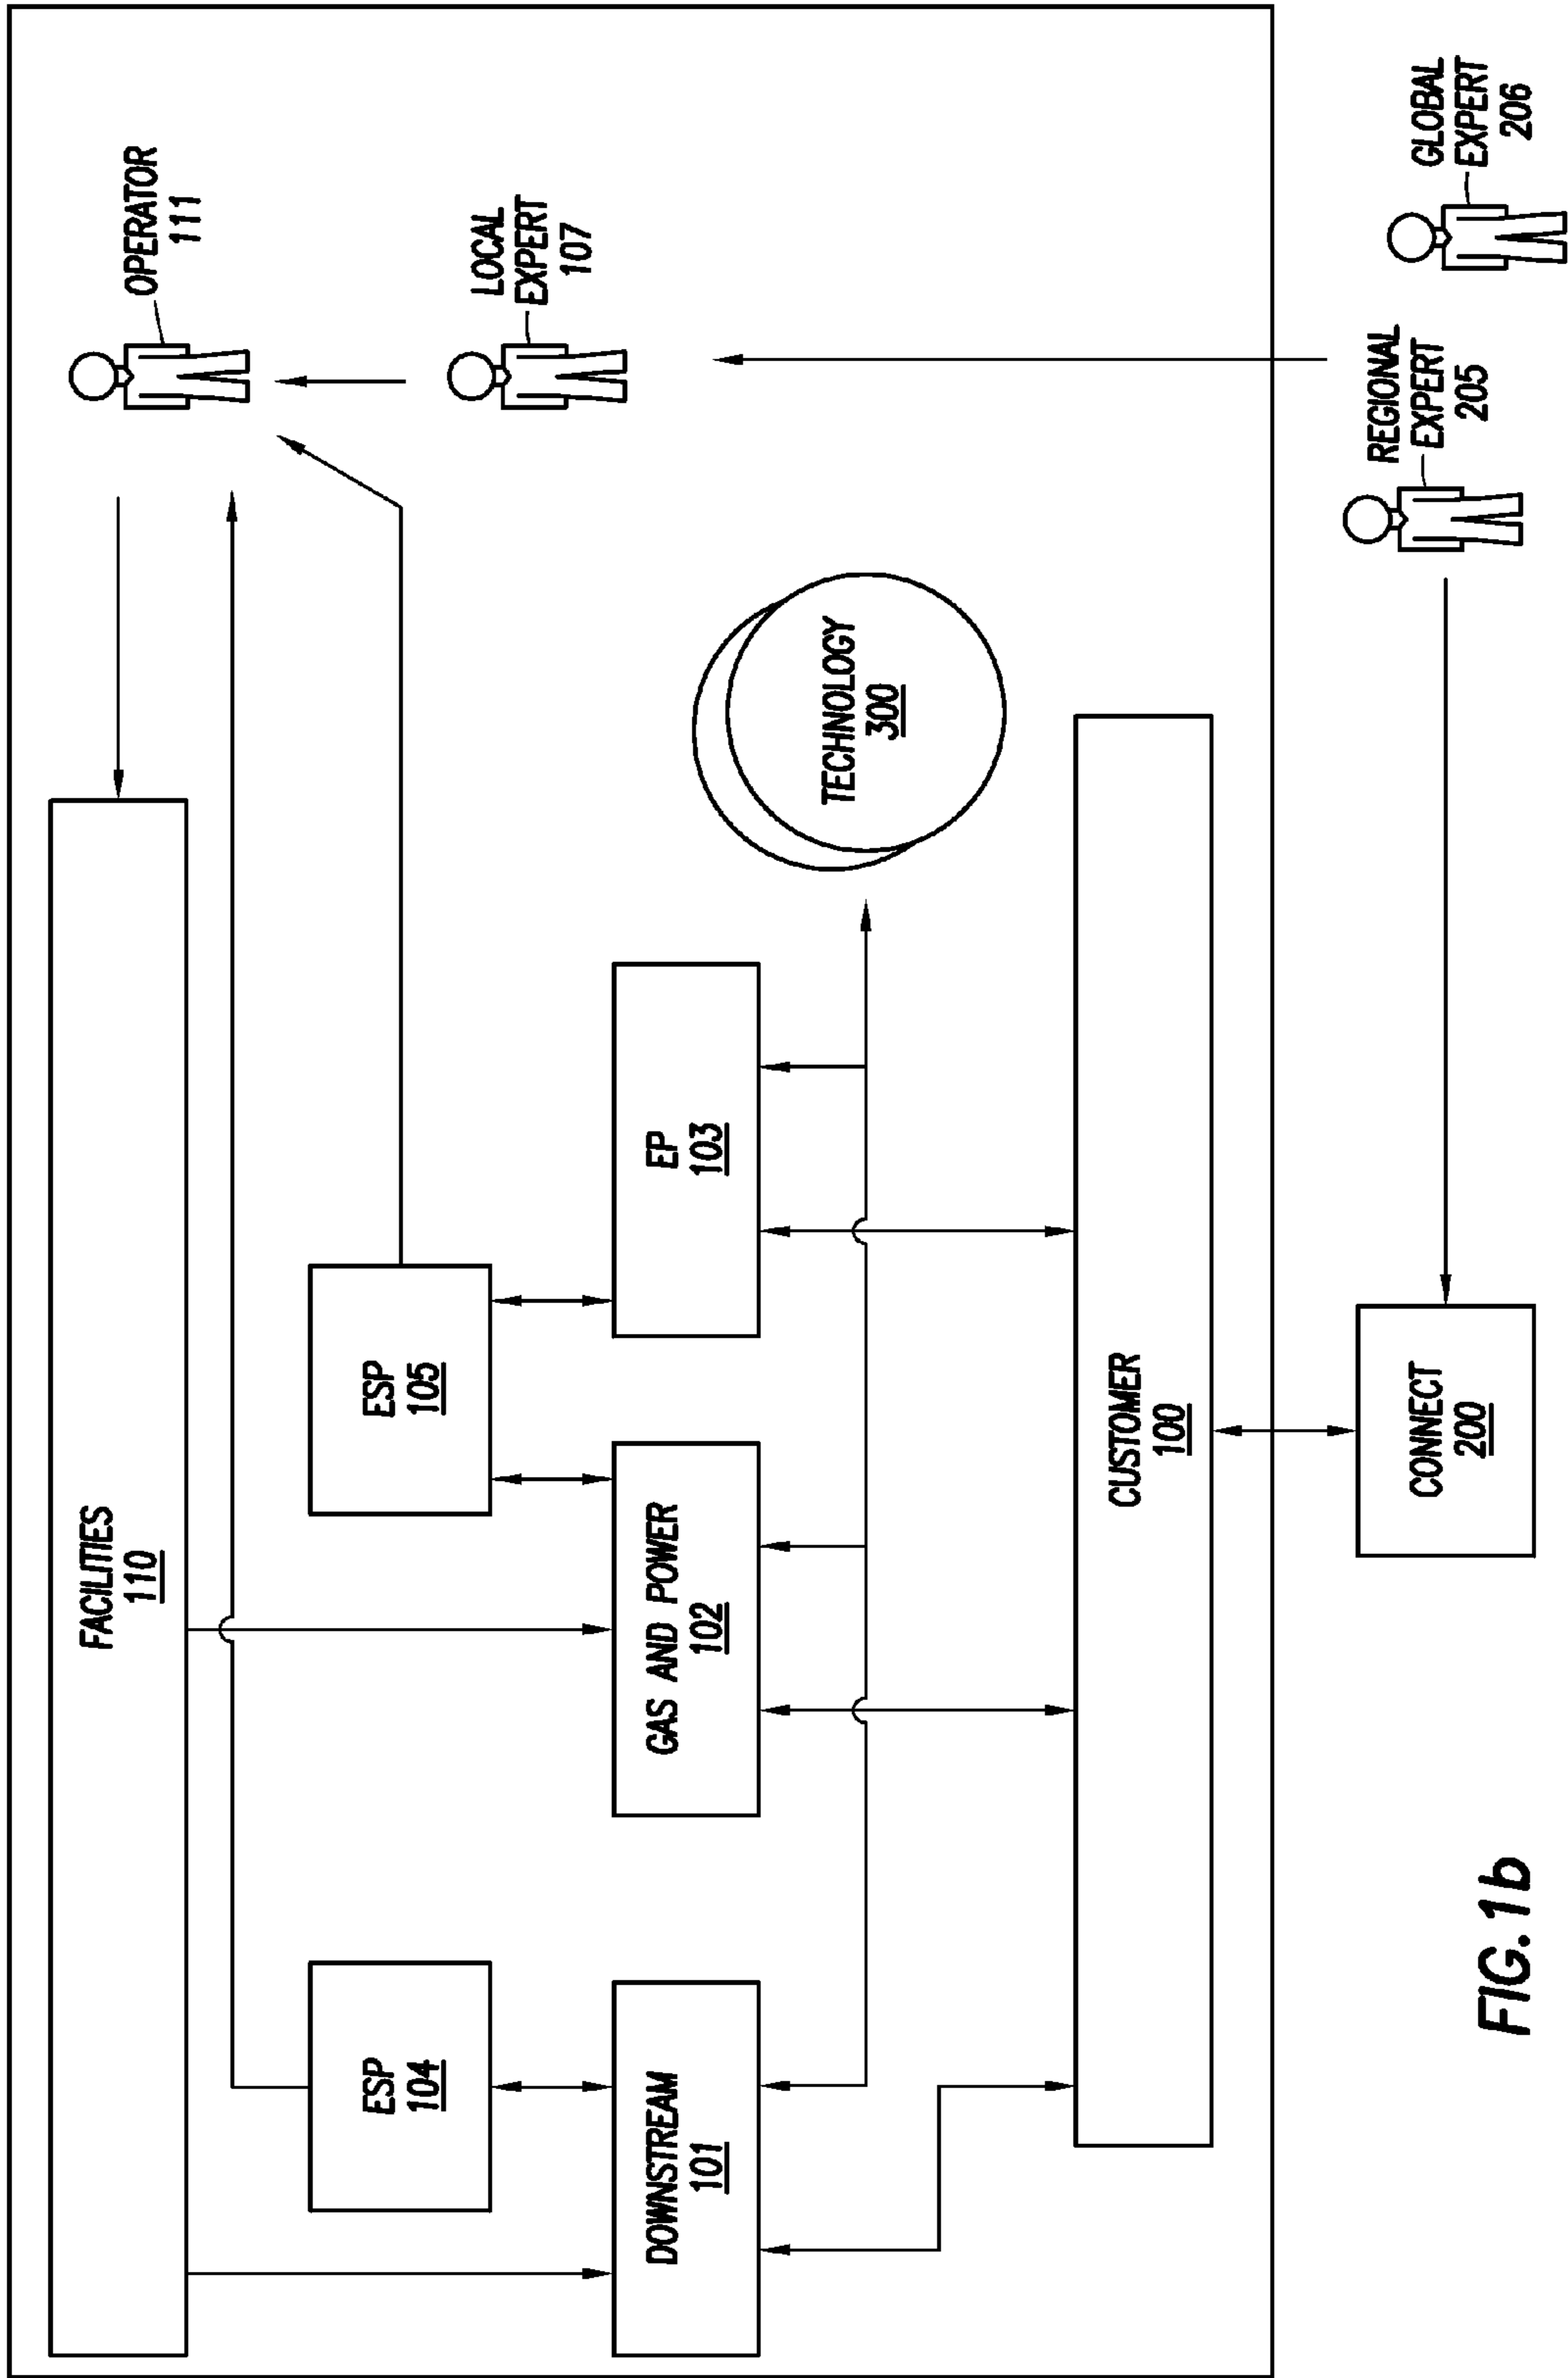 FACILITIES
110
OPERATOR
111
ESP
104
ESP
105
LOCAL
EXPERT
107
DOWNSTREAM
101
GAS AND POWER
102
EP
103
TECHNOLOGY
300
CUSTOMER
100
CONNECT
200
REGIONAL
EXPERT
205
GLOBAL
EXPERT
206
FIG. 1b